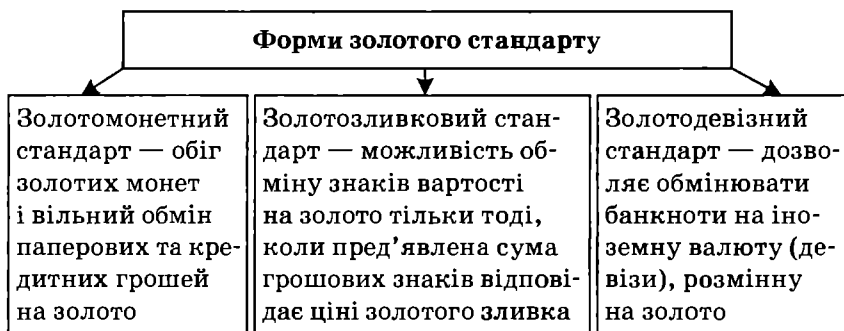 Форми золотого стандарту
Золотомонетний
стандарт — обіг
золотих монет
і вільний обмін
паперових та кре-
дитних грошей
на золото
Золотозливковий стан-
дарт — можливість об-
міну знаків вартості
на золото тільки тоді,
коли пред’явлена сума
грошових знаків відпові-
дає ціні золотого зливка
Золотодевізний
стандарт — дозво-
ляє обмінювати
банкноти на іно-
земну валюту (де-
візи), розмінну
на золото